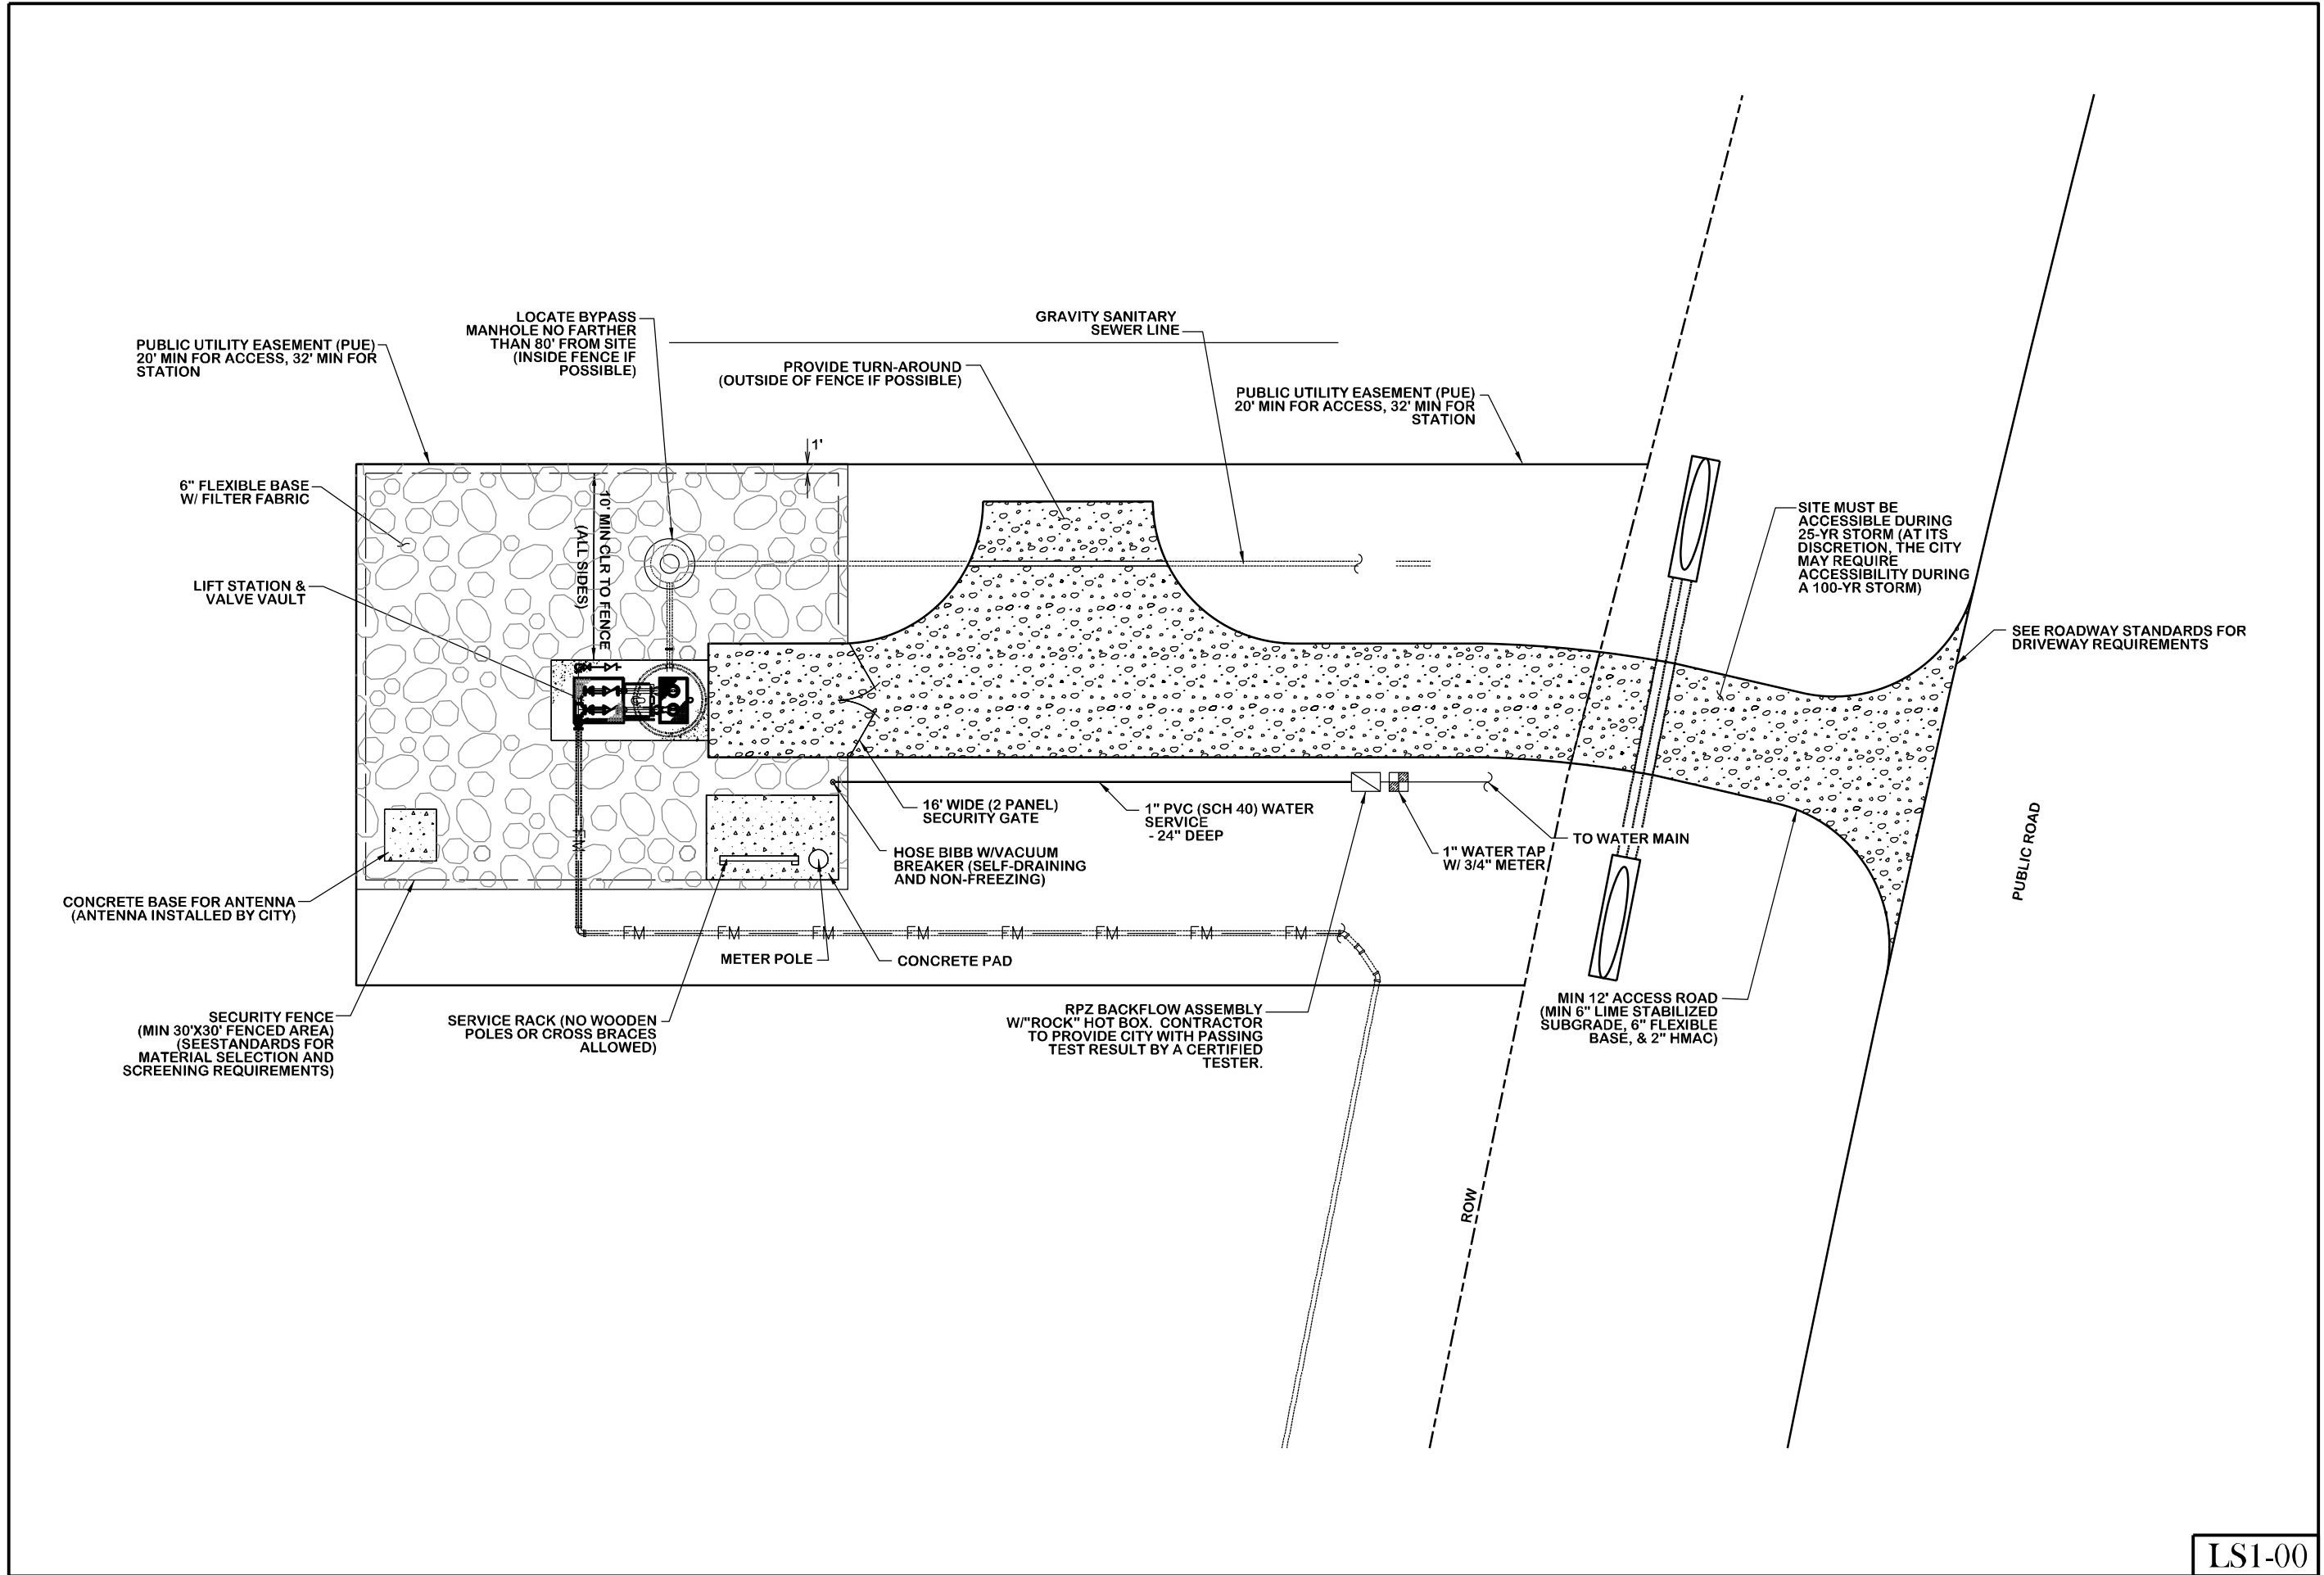 LOCATE BYPASS
MANHOLE NO FARTHER
THAN 80' FROM SITE
(INSIDE FENCE IF
POSSIBLE)
GRAVITY SANITARY
SEWER LINE
PUBLIC UTILITY EASEMENT (PUE)
20' MIN FOR ACCESS, 32' MIN FOR
STATION
PROVIDE TURN-AROUND
(OUTSIDE OF FENCE IF POSSIBLE)
PUBLIC UTILITY EASEMENT (PUE)
20' MIN FOR ACCESS, 32' MIN FOR
STATION
1'
6" FLEXIBLE BASE
W/ FILTER FABRIC
10' MIN CLR TO FENCE
(ALL SIDES)
SITE MUST BE
ACCESSIBLE DURING
25-YR STORM (AT ITS
DISCRETION, THE CITY
MAY REQUIRE
ACCESSIBILITY DURING
A 100-YR STORM)
LIFT STATION &
VALVE VAULT
SEE ROADWAY STANDARDS FOR
DRIVEWAY REQUIREMENTS
16' WIDE (2 PANEL)
SECURITY GATE
1" PVC (SCH 40) WATER
SERVICE
- 24" DEEP
TO WATER MAIN
1" WATER TAP
W/ 3/4" METER
HOSE BIBB W/VACUUM
BREAKER (SELF-DRAINING
AND NON-FREEZING)
PUBLIC ROAD
FM
CONCRETE BASE FOR ANTENNA
(ANTENNA INSTALLED BY CITY)
FM FM FM FM FM FM FM FM
METER POLE
CONCRETE PAD
SECURITY FENCE
(MIN 30'X30' FENCED AREA)
(SEESTANDARDS FOR
MATERIAL SELECTION AND
SCREENING REQUIREMENTS)
SERVICE RACK (NO WOODEN
POLES OR CROSS BRACES
ALLOWED)
RPZ BACKFLOW ASSEMBLY
W/"ROCK" HOT BOX. CONTRACTOR
TO PROVIDE CITY WITH PASSING
TEST RESULT BY A CERTIFIED
TESTER.
MIN 12' ACCESS ROAD
(MIN 6" LIME STABILIZED
SUBGRADE, 6" FLEXIBLE
BASE, & 2" HMAC)
ROW
LS1-00